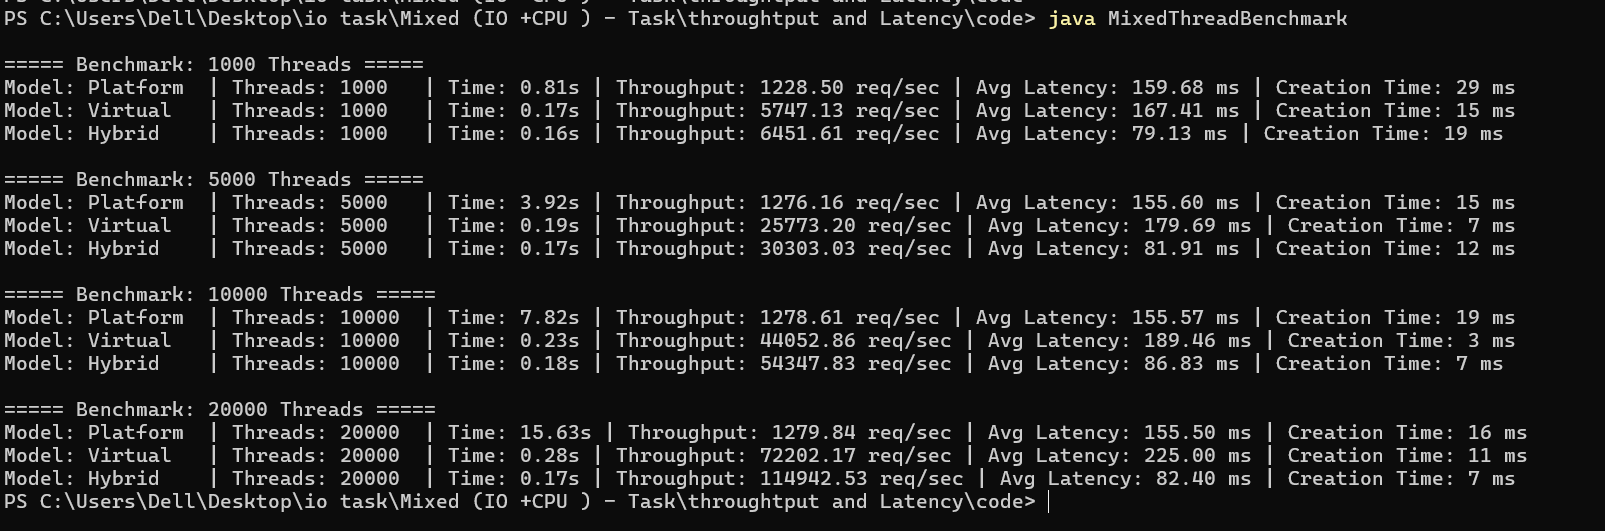 PS C:\Users\Dell\Desktop\io task\Mixed (IO +CPU ) - Task\throughtput and Latency\code> java MixedThreadBenchmark
===== Benchmark: 1000 Threads =====
Model: Platform  | Threads: 1000   | Time: 0.81s | Throughput: 1228.50 req/sec | Avg Latency: 159.68 ms | Creation Time: 29 ms
Model: Virtual   | Threads: 1000   | Time: 0.17s | Throughput: 5747.13 req/sec | Avg Latency: 167.41 ms | Creation Time: 15 ms
Model: Hybrid    | Threads: 1000   | Time: 0.16s | Throughput: 6451.61 req/sec | Avg Latency: 79.13 ms | Creation Time: 19 ms
===== Benchmark: 5000 Threads =====
Model: Platform  | Threads: 5000   | Time: 3.92s | Throughput: 1276.16 req/sec | Avg Latency: 155.60 ms | Creation Time: 15 ms
Model: Virtual   | Threads: 5000   | Time: 0.19s | Throughput: 25773.20 req/sec | Avg Latency: 179.69 ms | Creation Time: 7 ms
Model: Hybrid    | Threads: 5000   | Time: 0.17s | Throughput: 30303.03 req/sec | Avg Latency: 81.91 ms | Creation Time: 12 ms
===== Benchmark: 10000 Threads =====
Model: Platform  | Threads: 10000  | Time: 7.82s | Throughput: 1278.61 req/sec | Avg Latency: 155.57 ms | Creation Time: 19 ms
Model: Virtual   | Threads: 10000  | Time: 0.23s | Throughput: 44052.86 req/sec | Avg Latency: 189.46 ms | Creation Time: 3 ms
Model: Hybrid    | Threads: 10000  | Time: 0.18s | Throughput: 54347.83 req/sec | Avg Latency: 86.83 ms | Creation Time: 7 ms
===== Benchmark: 20000 Threads =====
Model: Platform  | Threads: 20000  | Time: 15.63s | Throughput: 1279.84 req/sec | Avg Latency: 155.50 ms | Creation Time: 16 ms
Model: Virtual   | Threads: 20000  | Time: 0.28s | Throughput: 72202.17 req/sec | Avg Latency: 225.00 ms | Creation Time: 11 ms
Model: Hybrid    | Threads: 20000  | Time: 0.17s | Throughput: 114942.53 req/sec | Avg Latency: 82.40 ms | Creation Time: 7 ms
PS C:\Users\Dell\Desktop\io task\Mixed (IO +CPU ) - Task\throughtput and Latency\code>